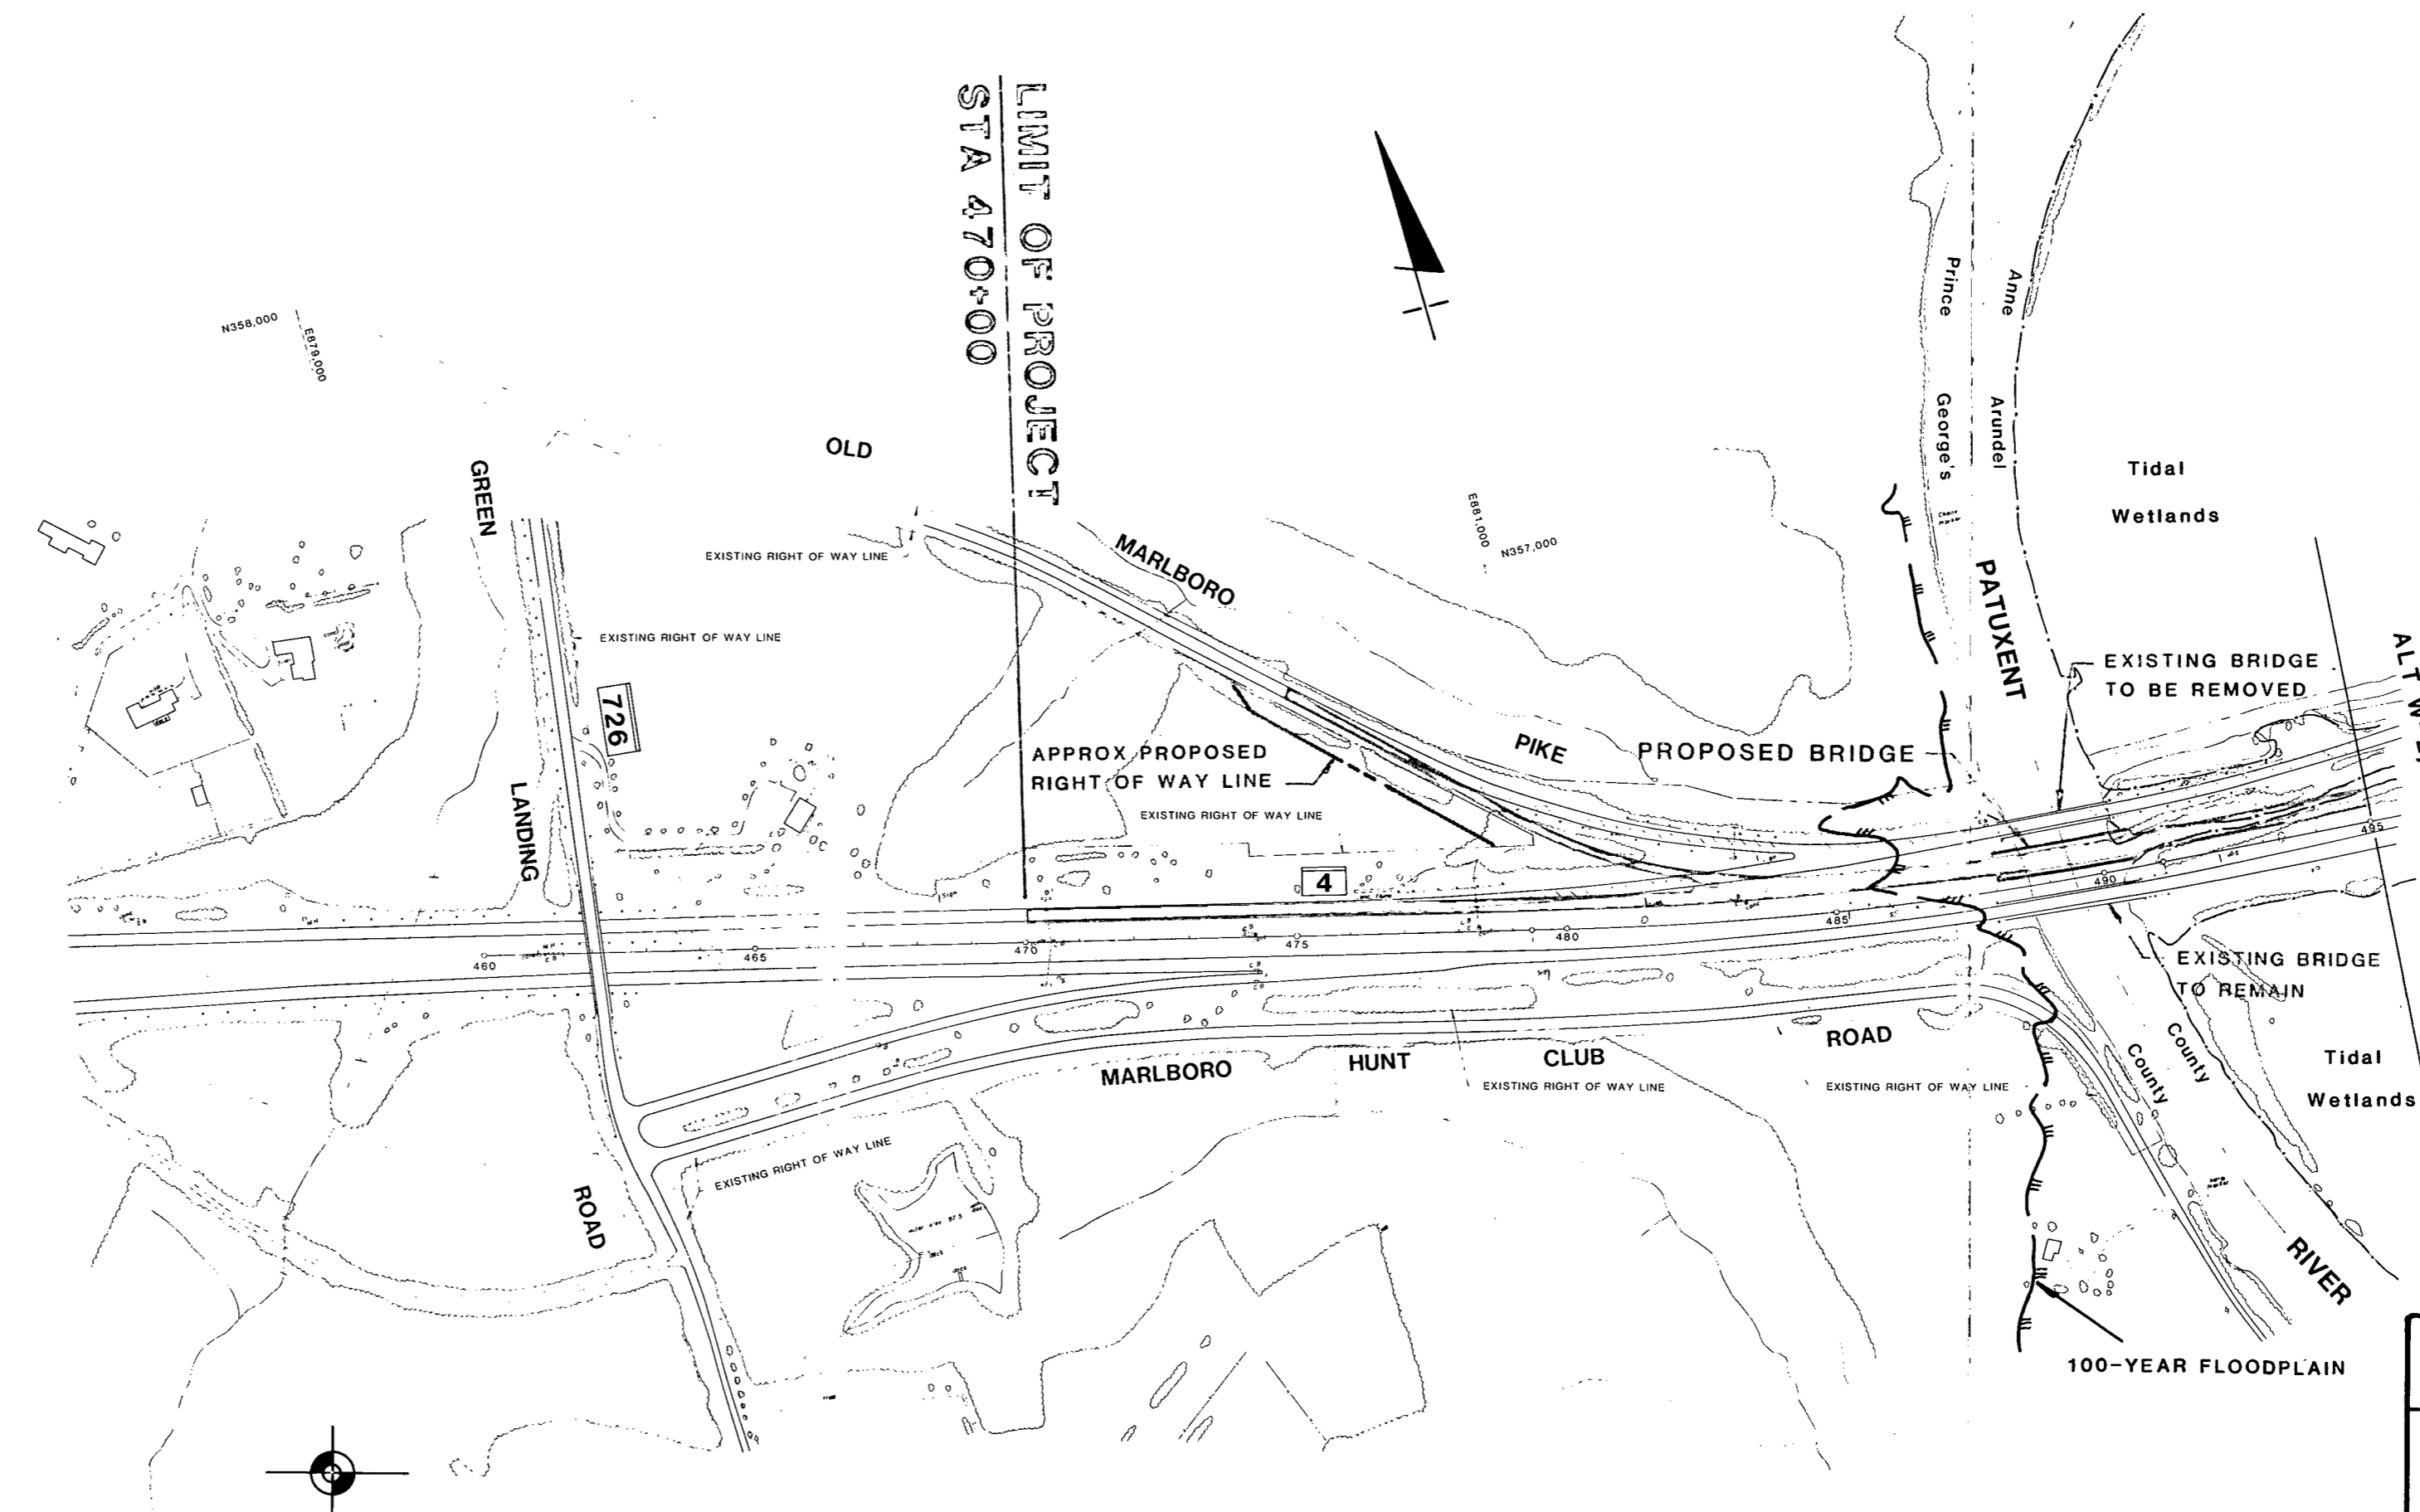 LIMIT OF PROJECT
STA 470+00
N358,000
E879,000
OLD
GREEN
EXISTING RIGHT OF WAY LINE
MARLBORO
E881,000
N357,000
Prince
George's
Anne
Arundel
Tidal
Wetlands
PATUXENT
EXISTING RIGHT OF WAY LINE
726
LANDING
EXISTING BRIDGE
TO BE REMOVED
PIKE
PROPOSED BRIDGE
APPROX PROPOSED
RIGHT OF WAY LINE
EXISTING RIGHT OF WAY LINE
4
460
465
470
475
480
485
490
495
EXISTING BRIDGE
TO REMAIN
MARLBORO
HUNT
CLUB
ROAD
EXISTING RIGHT OF WAY LINE
EXISTING RIGHT OF WAY LINE
County
County
Tidal
Wetlands
EXISTING RIGHT OF WAY LINE
ROAD
RIVER
100-YEAR FLOODPLAIN